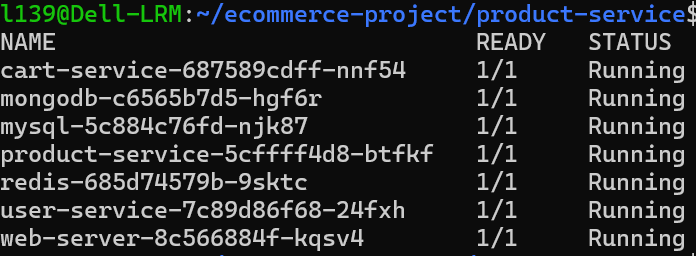 l139@Dell-LRM:~/ecommerce-project/product-service$
NAME READY STATUS
cart-service-687589cdff-nnf54 1/1 Running
mongodb-c6565b7d5-hgf6r 1/1 Running
mysql-5c884c76fd-njk87 1/1 Running
product-service-5cffff4d8-btfkf 1/1 Running
redis-685d74579b-9sktc 1/1 Running
user-service-7c89d86f68-24fxh 1/1 Running
web-server-8c566884f-kqsv4 1/1 Running